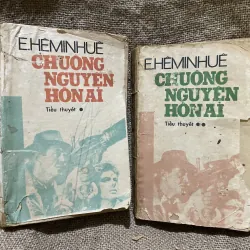 E.HÊMINHUÊ
CHUÔNG
NGUYỆN
HỒN AI
Tiểu thuyết ●
E.HÊMINHUÊ
CHUÔNG
NGUYỆN
HỒN AI
Tiểu thuyết ●●